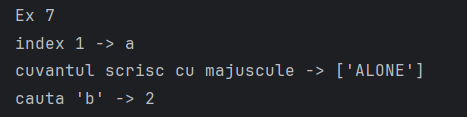 Ex 7
index 1 -> a
cuvantul scrisc cu majuscule -> ['ALONE']
cauta 'b' -> 2